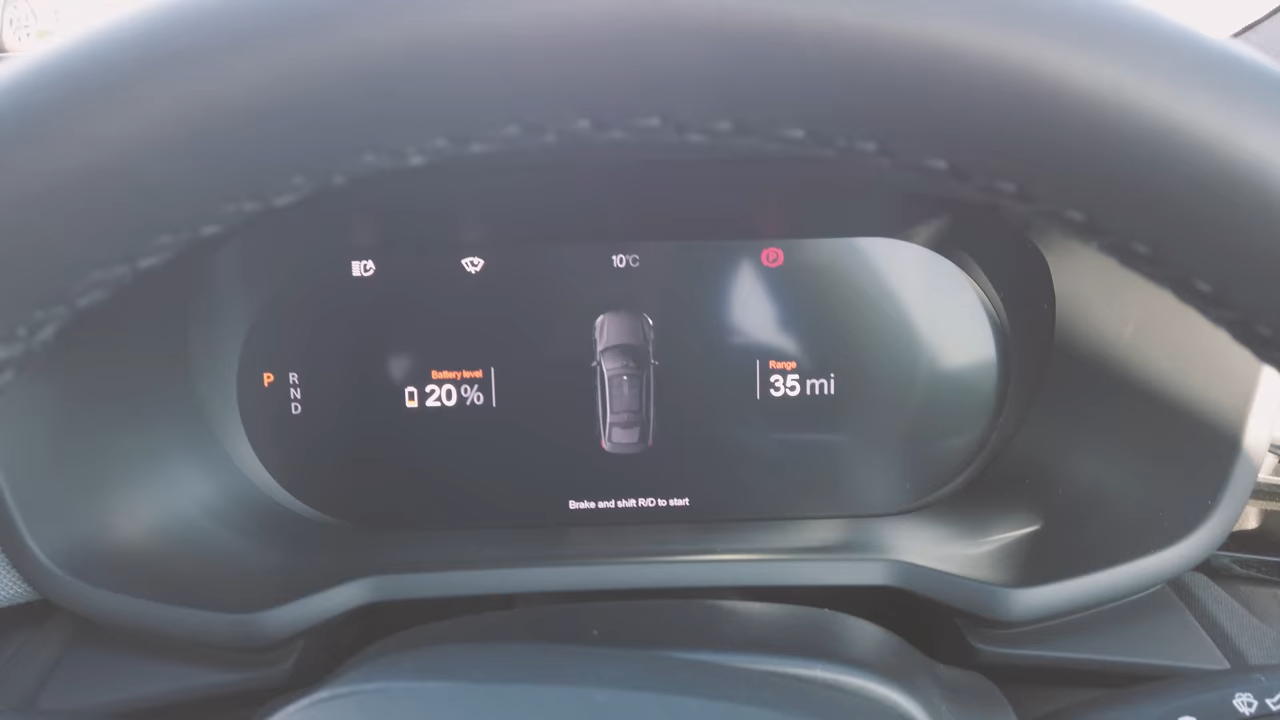 10°C
P
P
R
N
D
Battery level
20%
Range
35 mi
Brake and shift R/D to start